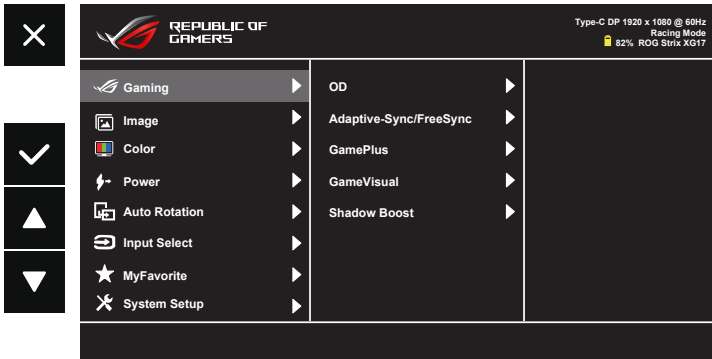 REPUBLIC OF
GAMERS
Type-C DP 1920 x 1080 @ 60Hz
Racing Mode
82% ROG Strix XG17
Gaming
Image
Color
Power
Auto Rotation
Input Select
MyFavorite
System Setup
OD
Adaptive-Sync/FreeSync
GamePlus
GameVisual
Shadow Boost